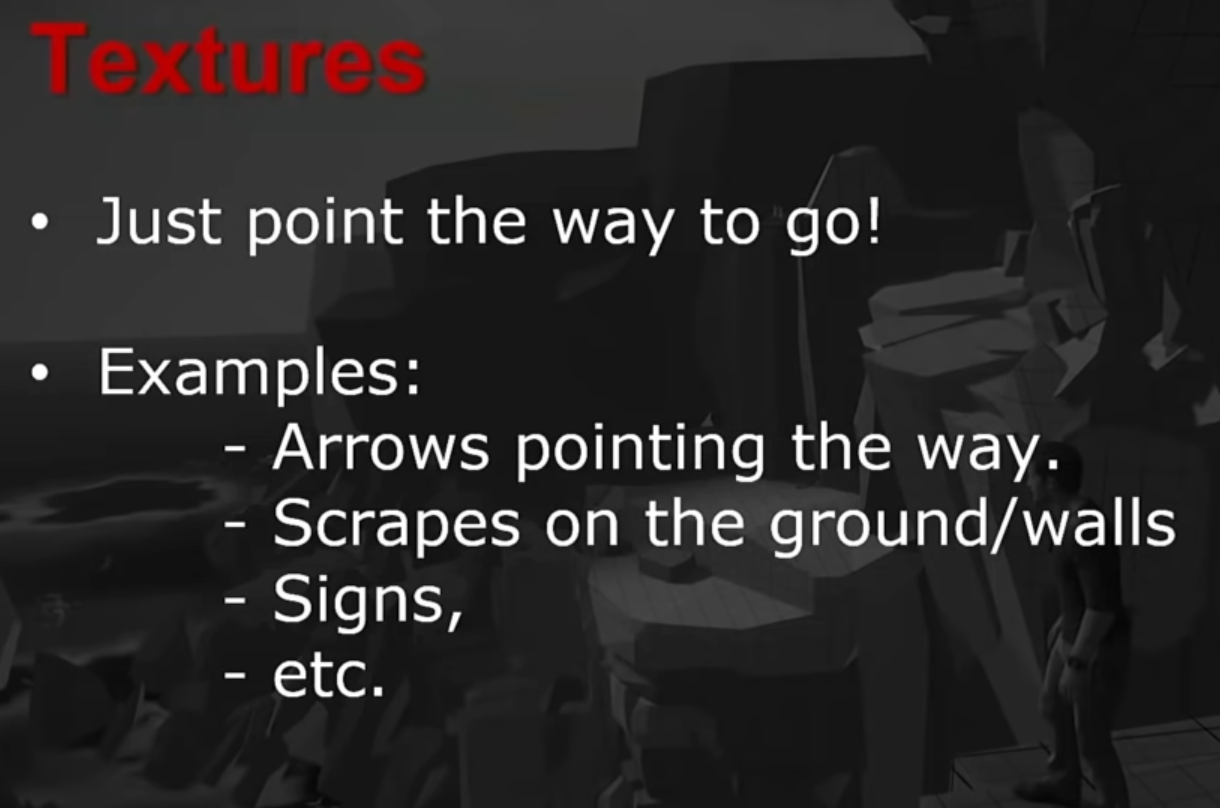 Textures
• Just point the way to go!
• Examples:
- Arrows pointing the way.
- Scrapes on the ground/walls
- Signs,
- etc.